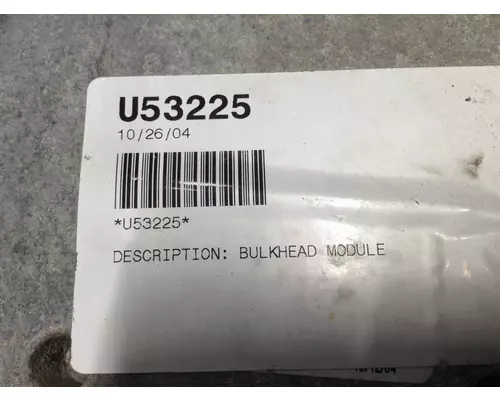 U53225
10/26/04
*U53225*
DESCRIPTION: BULKHEAD MODULE